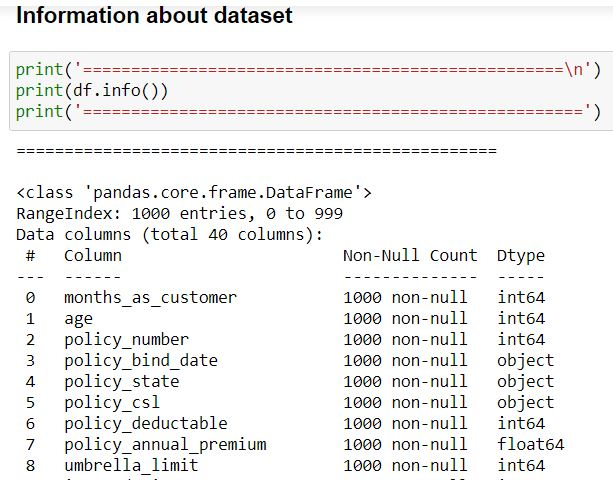 Information about dataset
print('==================================================\n')
print(df.info())
print('====================================================')
==================================================
<class 'pandas.core.frame.DataFrame'>
RangeIndex: 1000 entries, 0 to 999
Data columns (total 40 columns):
 #   Column                       Non-Null Count  Dtype
---  ------                       --------------  -----
 0   months_as_customer           1000 non-null   int64
 1   age                          1000 non-null   int64
 2   policy_number                1000 non-null   int64
 3   policy_bind_date             1000 non-null   object
 4   policy_state                 1000 non-null   object
 5   policy_csl                   1000 non-null   object
 6   policy_deductable            1000 non-null   int64
 7   policy_annual_premium        1000 non-null   float64
 8   umbrella_limit               1000 non-null   int64